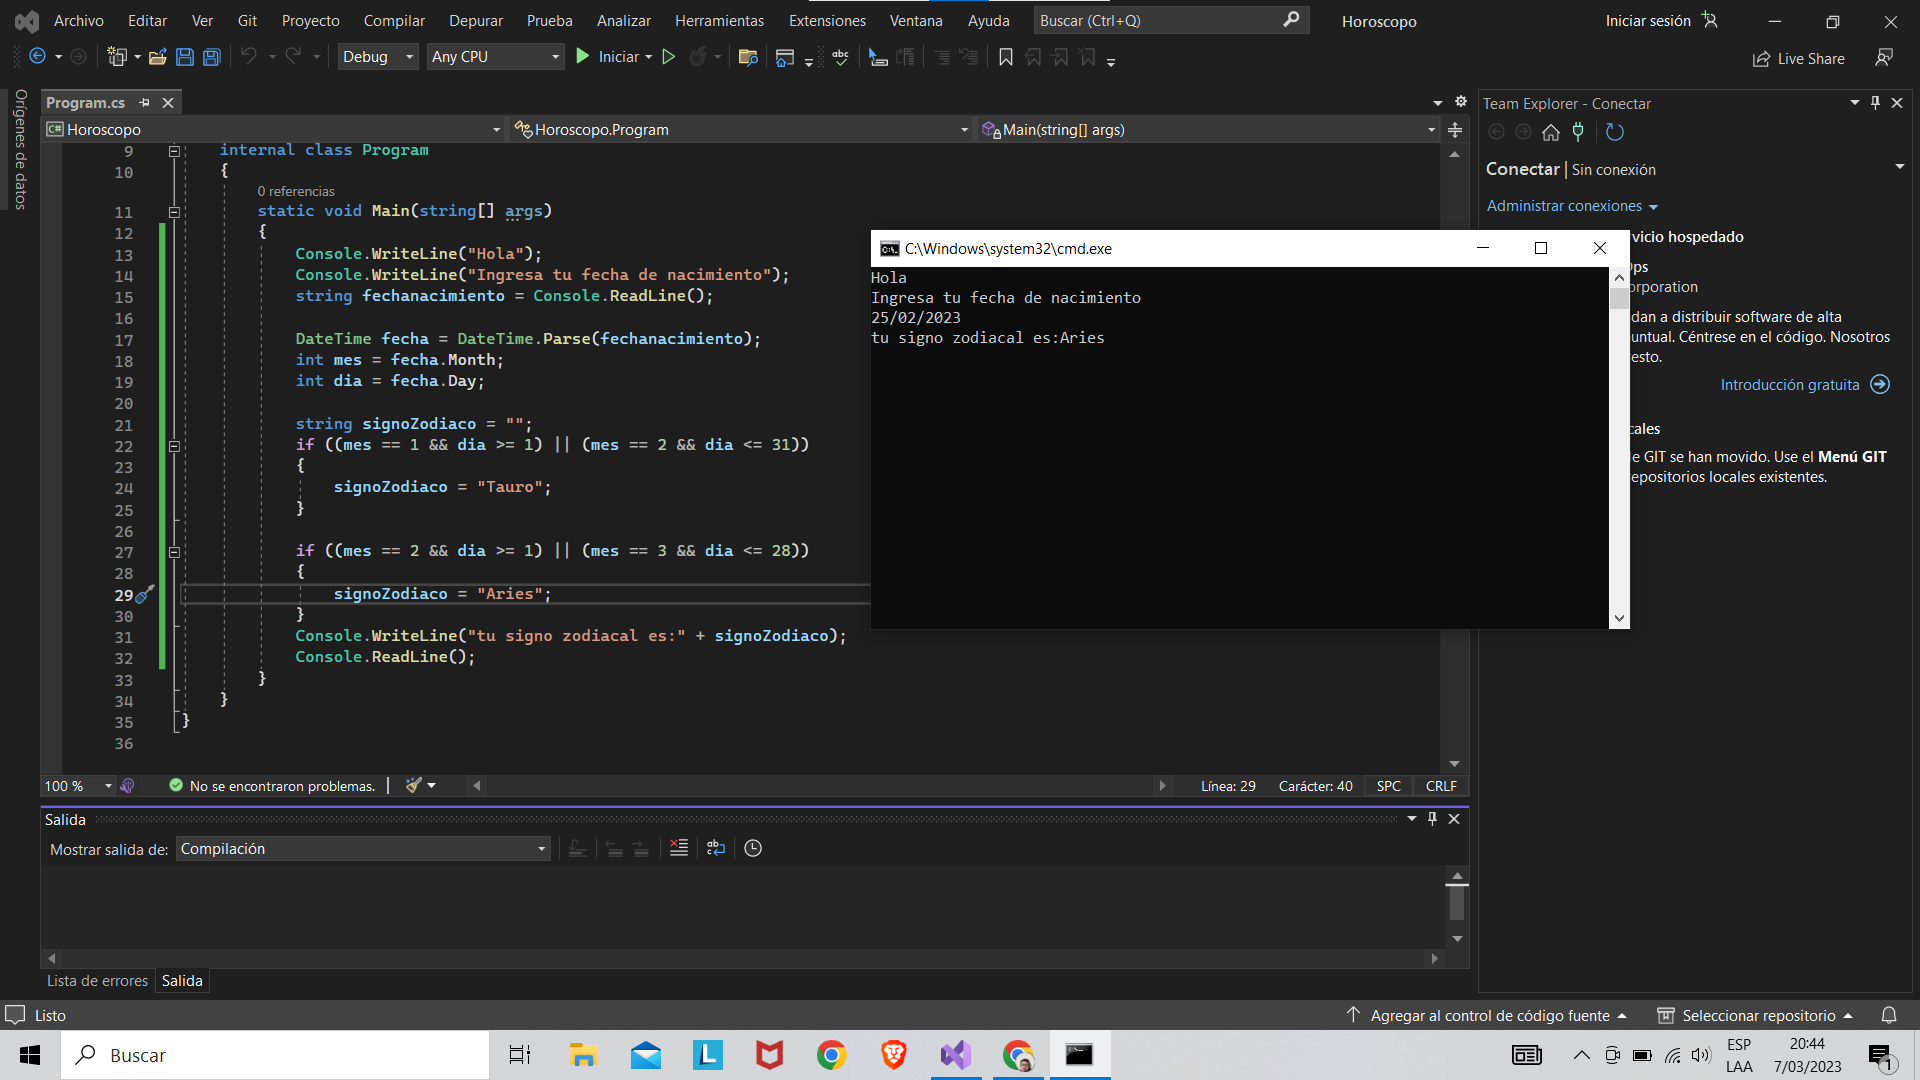 Archivo Editar Ver Git Proyecto Compilar Depurar Prueba Analizar Herramientas Extensiones Ventana Ayuda Buscar (Ctrl+Q) Horoscopo Iniciar sesión
Debug Any CPU Iniciar abc Live Share
Orígenes de datos
Program.cs
C# Horoscopo Horoscopo.Program Main(string[] args)
9 internal class Program
10 {
0 referencias
11 static void Main(string[] args)
12 {
13 Console.WriteLine("Hola");
14 Console.WriteLine("Ingresa tu fecha de nacimiento");
15 string fechanacimiento = Console.ReadLine();
16
17 DateTime fecha = DateTime.Parse(fechanacimiento);
18 int mes = fecha.Month;
19 int dia = fecha.Day;
20
21 string signoZodiaco = "";
22 if ((mes == 1 && dia >= 1) || (mes == 2 && dia <= 31))
23 {
24 signoZodiaco = "Tauro";
25 }
26
27 if ((mes == 2 && dia >= 1) || (mes == 3 && dia <= 28))
28 {
29 signoZodiaco = "Aries";
30 }
31 Console.WriteLine("tu signo zodiacal es:" + signoZodiaco);
32 Console.ReadLine();
33 }
34 }
35 }
36
C:\Windows\system32\cmd.exe
Hola
Ingresa tu fecha de nacimiento
25/02/2023
tu signo zodiacal es:Aries
Team Explorer - Conectar
Conectar | Sin conexión
Administrar conexiones
vicio hospedado
Ops
orporation
dan a distribuir software de alta
untual. Céntrese en el código. Nosotros
esto.
Introducción gratuita
cales
e GIT se han movido. Use el Menú GIT
epositorios locales existentes.
100 % No se encontraron problemas. Línea: 29 Carácter: 40 SPC CRLF
Salida
Mostrar salida de: Compilación
Lista de errores Salida
Listo Agregar al control de código fuente Seleccionar repositorio
Buscar
ESP
LAA
20:44
7/03/2023
1